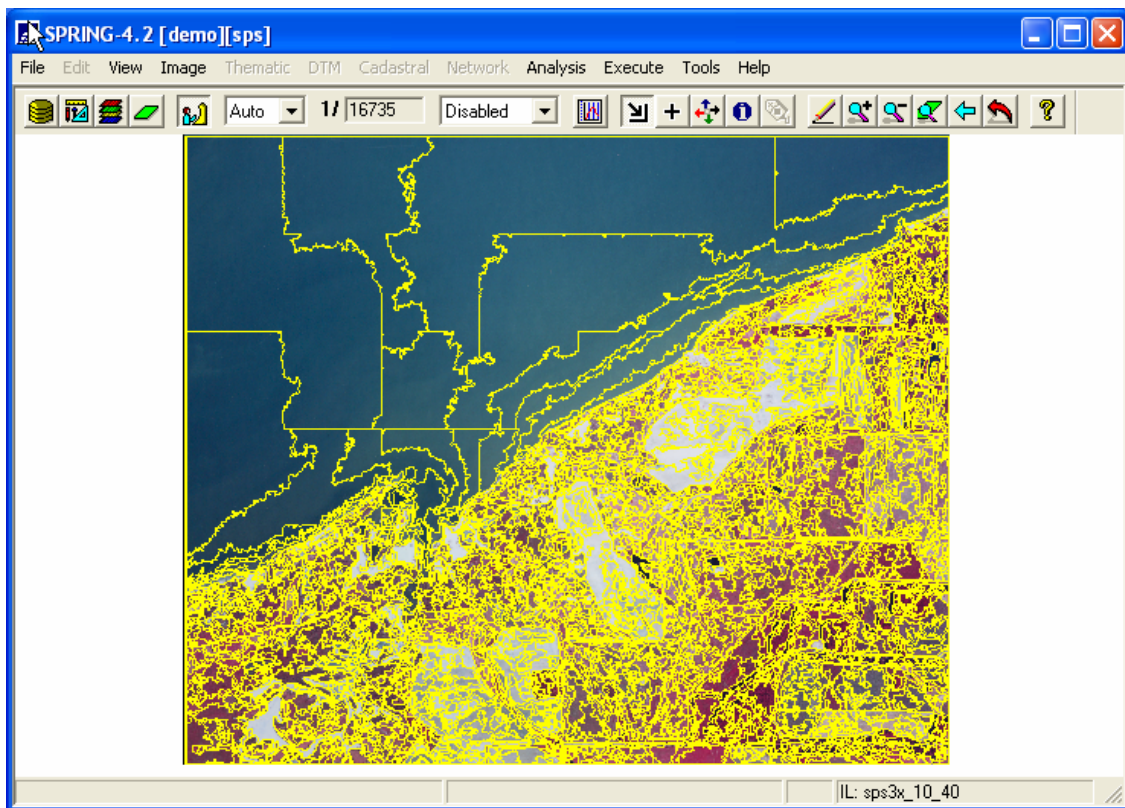 SPRING-4.2 [demo][sps]
File Edit View Image Thematic DTM Cadastral Network Analysis Execute Tools Help
Auto 1/ 16735 Disabled
IL: sps3x_10_40